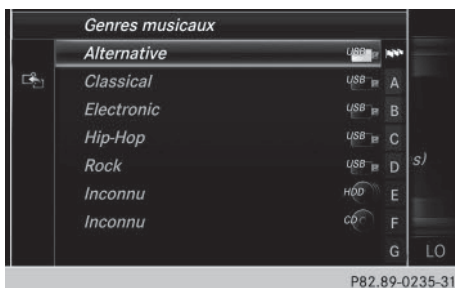 Genres musicaux
Alternative USB
Classical USB A
Electronic USB B
Hip-Hop USB C
Rock USB D s)
Inconnu HDD E
Inconnu CD F
G LO
P82.89-0235-31